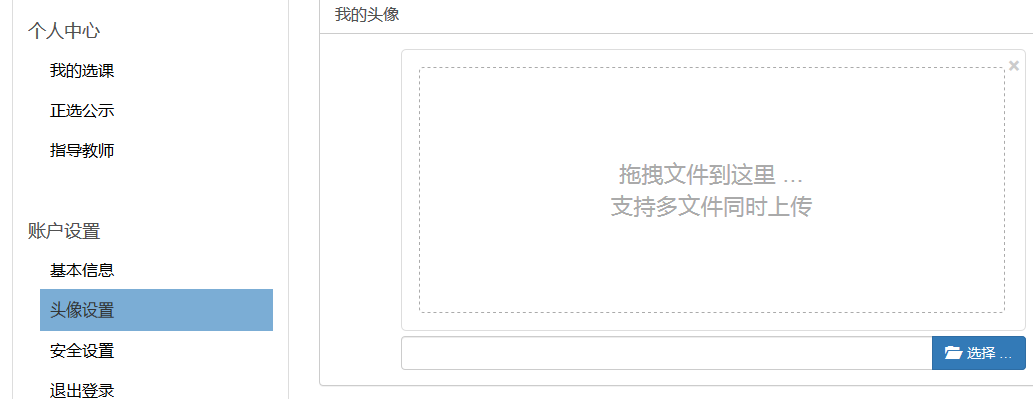 个人中心
我的选课
正选公示
指导教师
账户设置
基本信息
头像设置
安全设置
退出登录
我的头像
拖拽文件到这里 …
支持多文件同时上传
选择 …